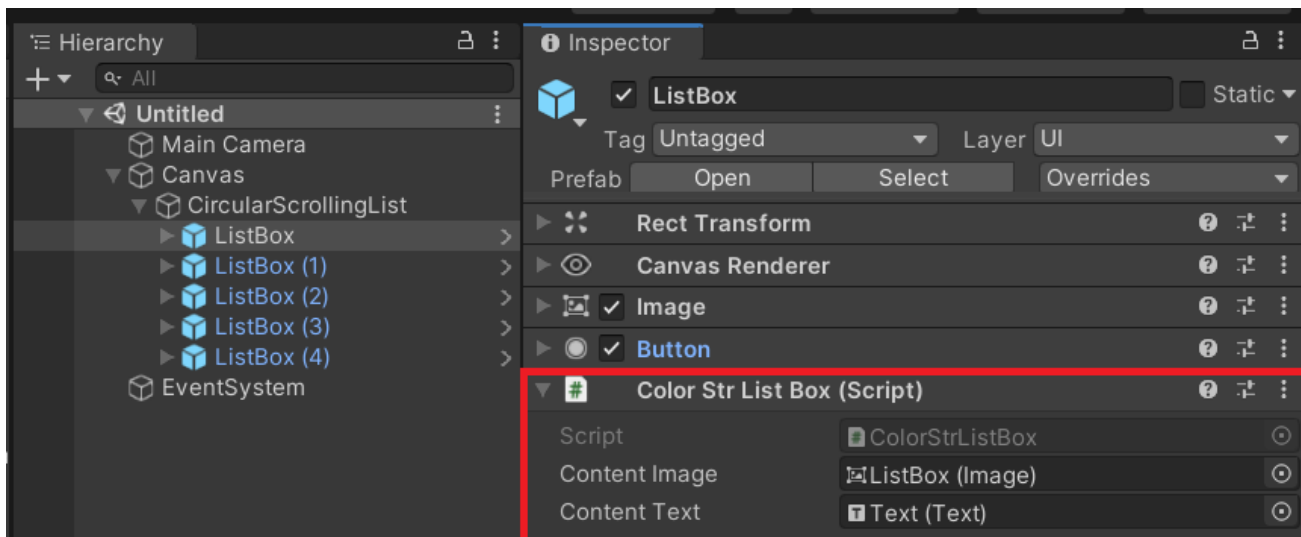 Hierarchy
All
Untitled
Main Camera
Canvas
CircularScrollingList
ListBox
ListBox (1)
ListBox (2)
ListBox (3)
ListBox (4)
EventSystem
Inspector
ListBox
Static
Tag Untagged Layer UI
Prefab Open Select Overrides
Rect Transform
Canvas Renderer
Image
Button
# Color Str List Box (Script)
Script ColorStrListBox
Content Image ListBox (Image)
Content Text Text (Text)